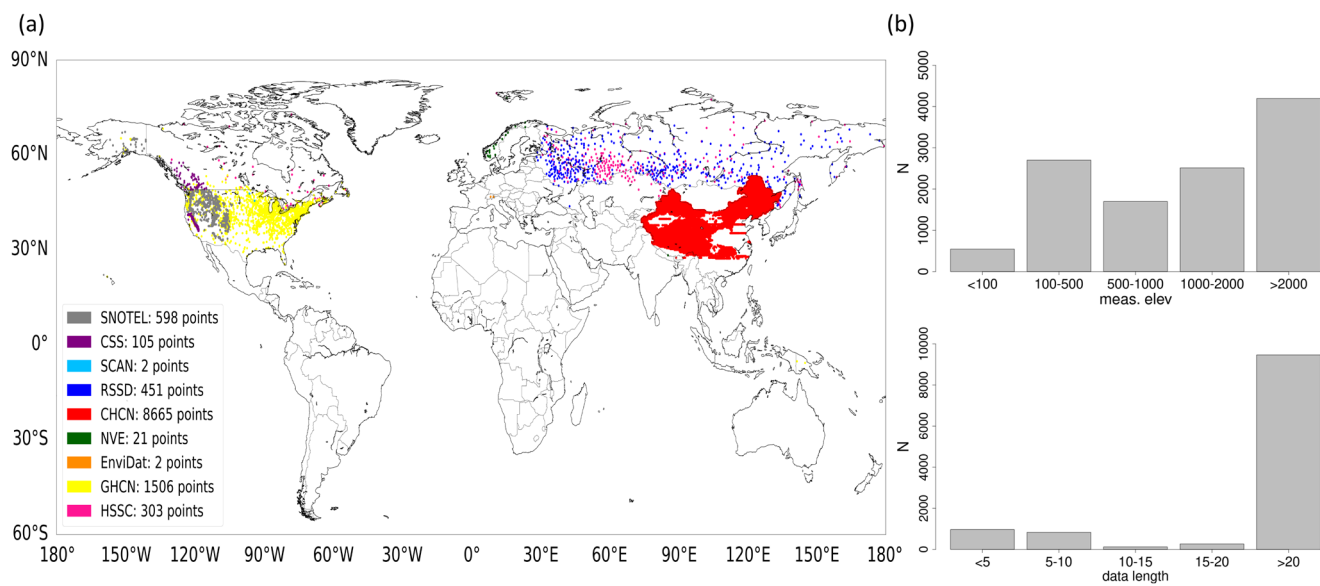 (a)
90°N
60°N
30°N
0°
30°S
60°S
180° 150°W 120°W 90°W 60°W 30°W 0° 30°E 60°E 90°E 120°E 150°E 180°
SNOTEL: 598 points
CSS: 105 points
SCAN: 2 points
RSSD: 451 points
CHCN: 8665 points
NVE: 21 points
EnviDat: 2 points
GHCN: 1506 points
HSSC: 303 points
(b)
5000
4000
3000
2000
1000
0
N
<100 100-500 500-1000 1000-2000 >2000
meas. elev
10000
8000
6000
4000
2000
0
N
<5 5-10 10-15 15-20 >20
data length